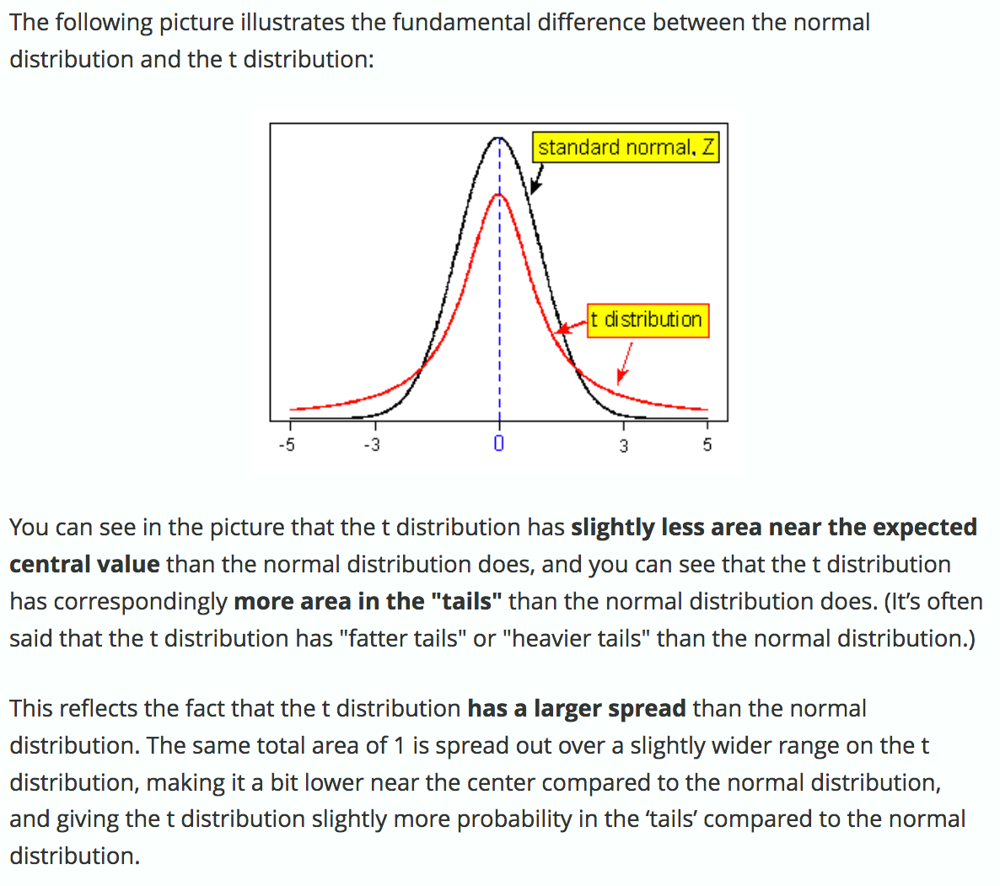 The following picture illustrates the fundamental difference between the normal
distribution and the t distribution:
standard normal, Z
t distribution
-5 -3 0 3 5
You can see in the picture that the t distribution has slightly less area near the expected
central value than the normal distribution does, and you can see that the t distribution
has correspondingly more area in the "tails" than the normal distribution does. (It’s often
said that the t distribution has "fatter tails" or "heavier tails" than the normal distribution.)
This reflects the fact that the t distribution has a larger spread than the normal
distribution. The same total area of 1 is spread out over a slightly wider range on the t
distribution, making it a bit lower near the center compared to the normal distribution,
and giving the t distribution slightly more probability in the ‘tails’ compared to the normal
distribution.